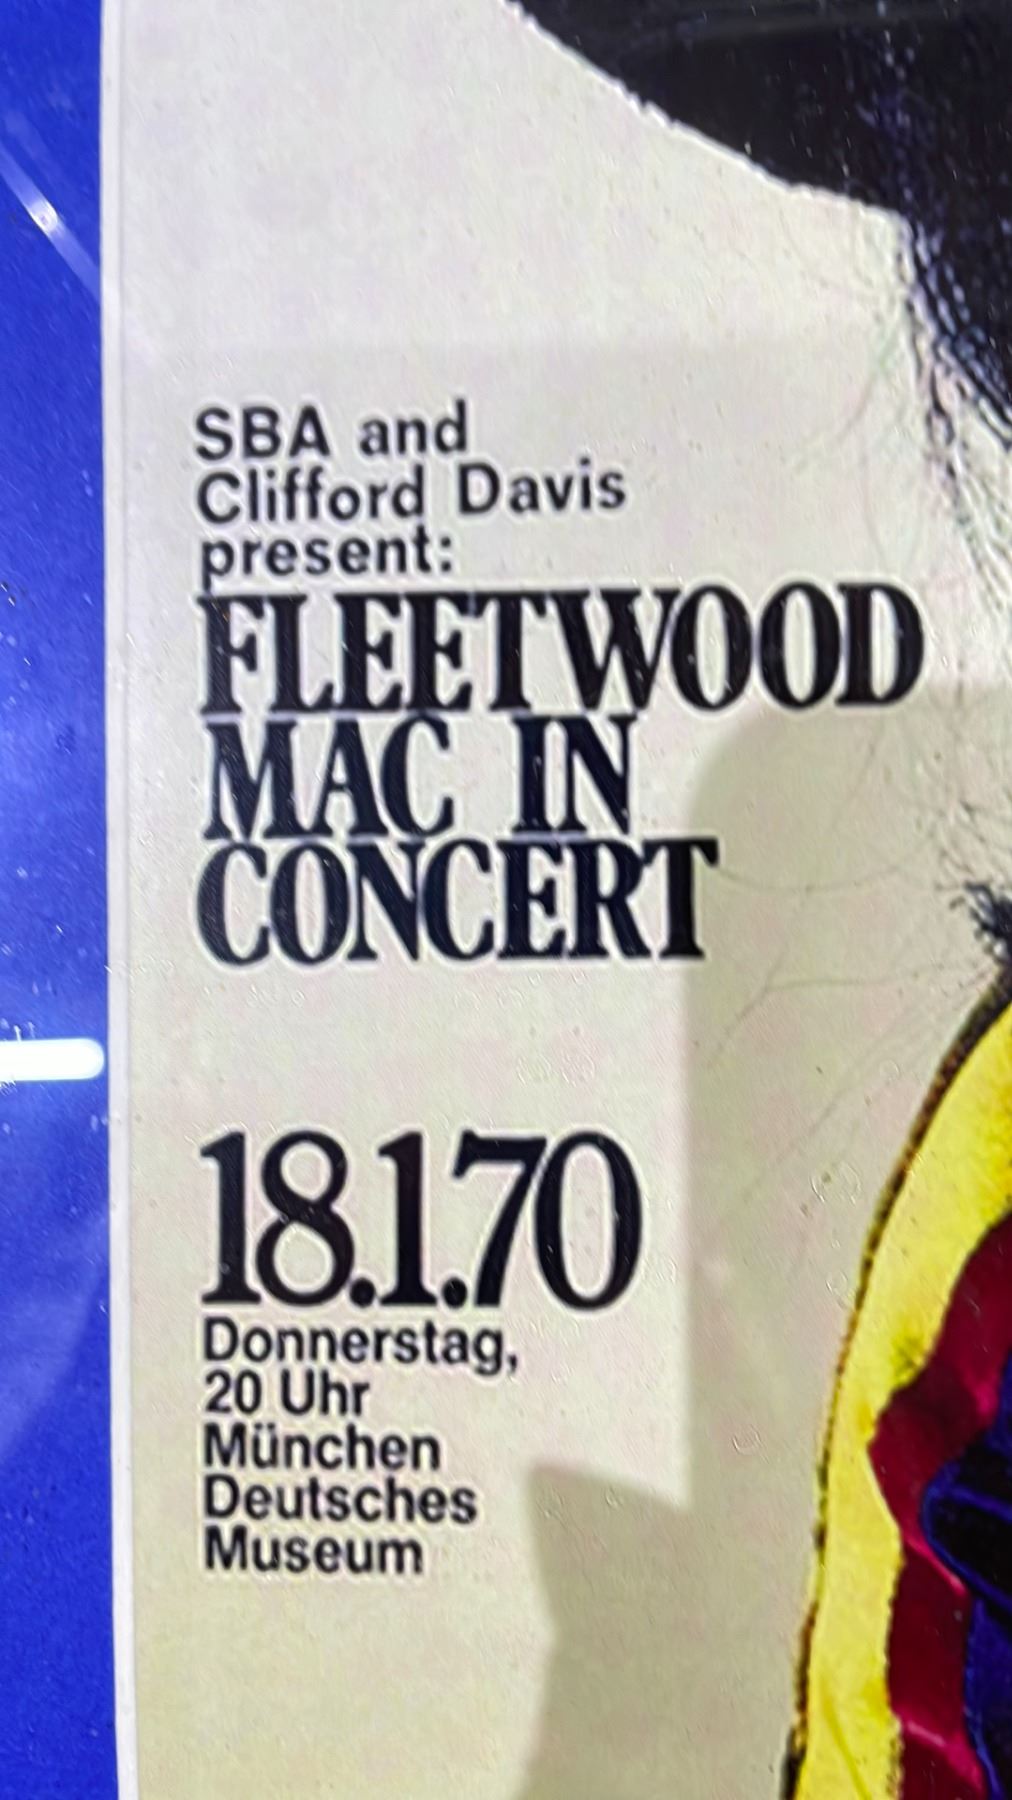 SBA and
Clifford Davis
present:
FLEETWOOD
MAC IN
CONCERT
18.1.70
Donnerstag,
20 Uhr
München
Deutsches
Museum